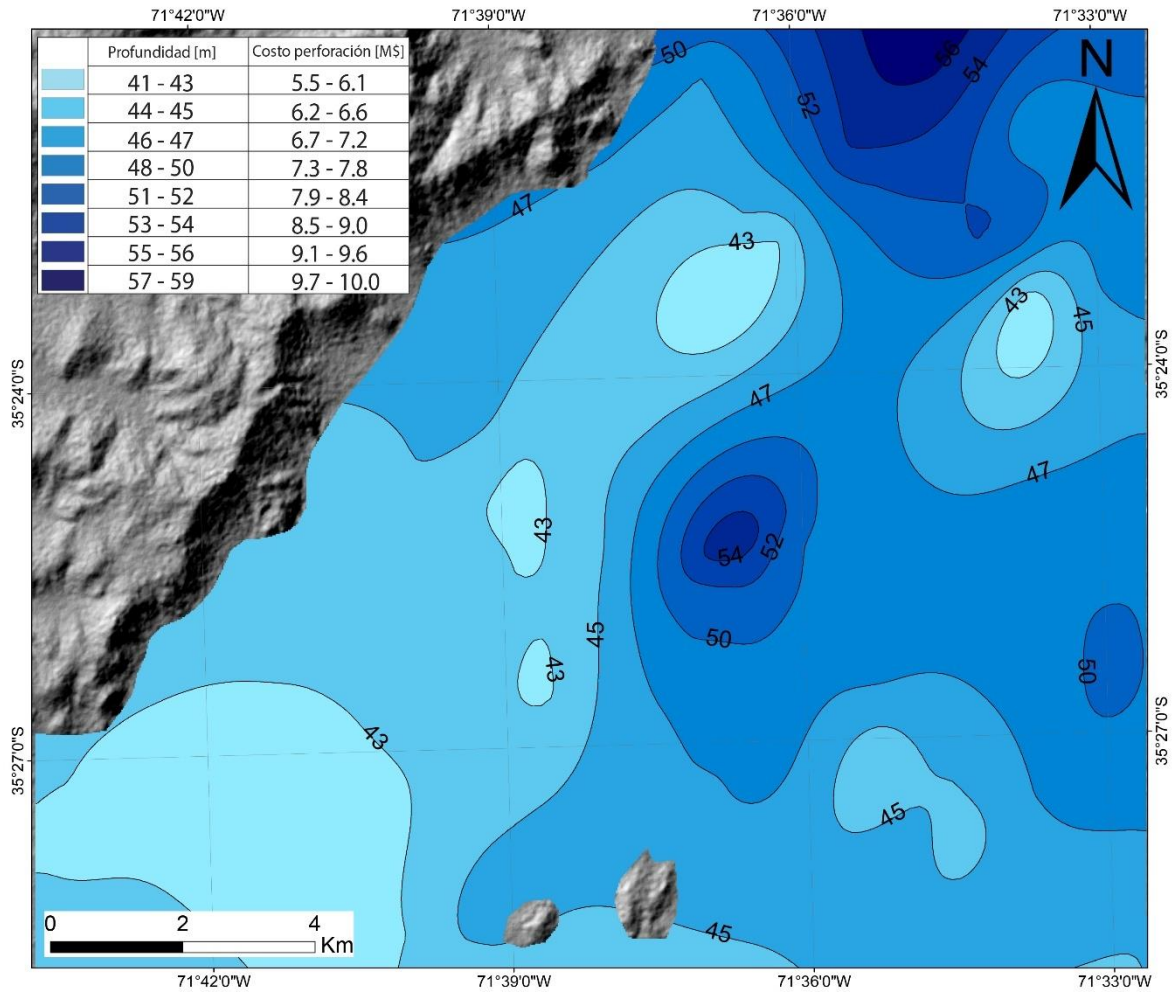 71°42'0"W 71°39'0"W 71°36'0"W 71°33'0"W
Profundidad [m] Costo perforación [M$]
41 - 43 5.5 - 6.1
44 - 45 6.2 - 6.6
46 - 47 6.7 - 7.2
48 - 50 7.3 - 7.8
51 - 52 7.9 - 8.4
53 - 54 8.5 - 9.0
55 - 56 9.1 - 9.6
57 - 59 9.7 - 10.0
50
56
54
N
52
47
43
43
45
35°24'0"S
35°24'0"S
47
47
43
54
52
45
50
43
50
43
35°27'0"S
35°27'0"S
45
45
0 2 4
Km
71°42'0"W 71°39'0"W 71°36'0"W 71°33'0"W